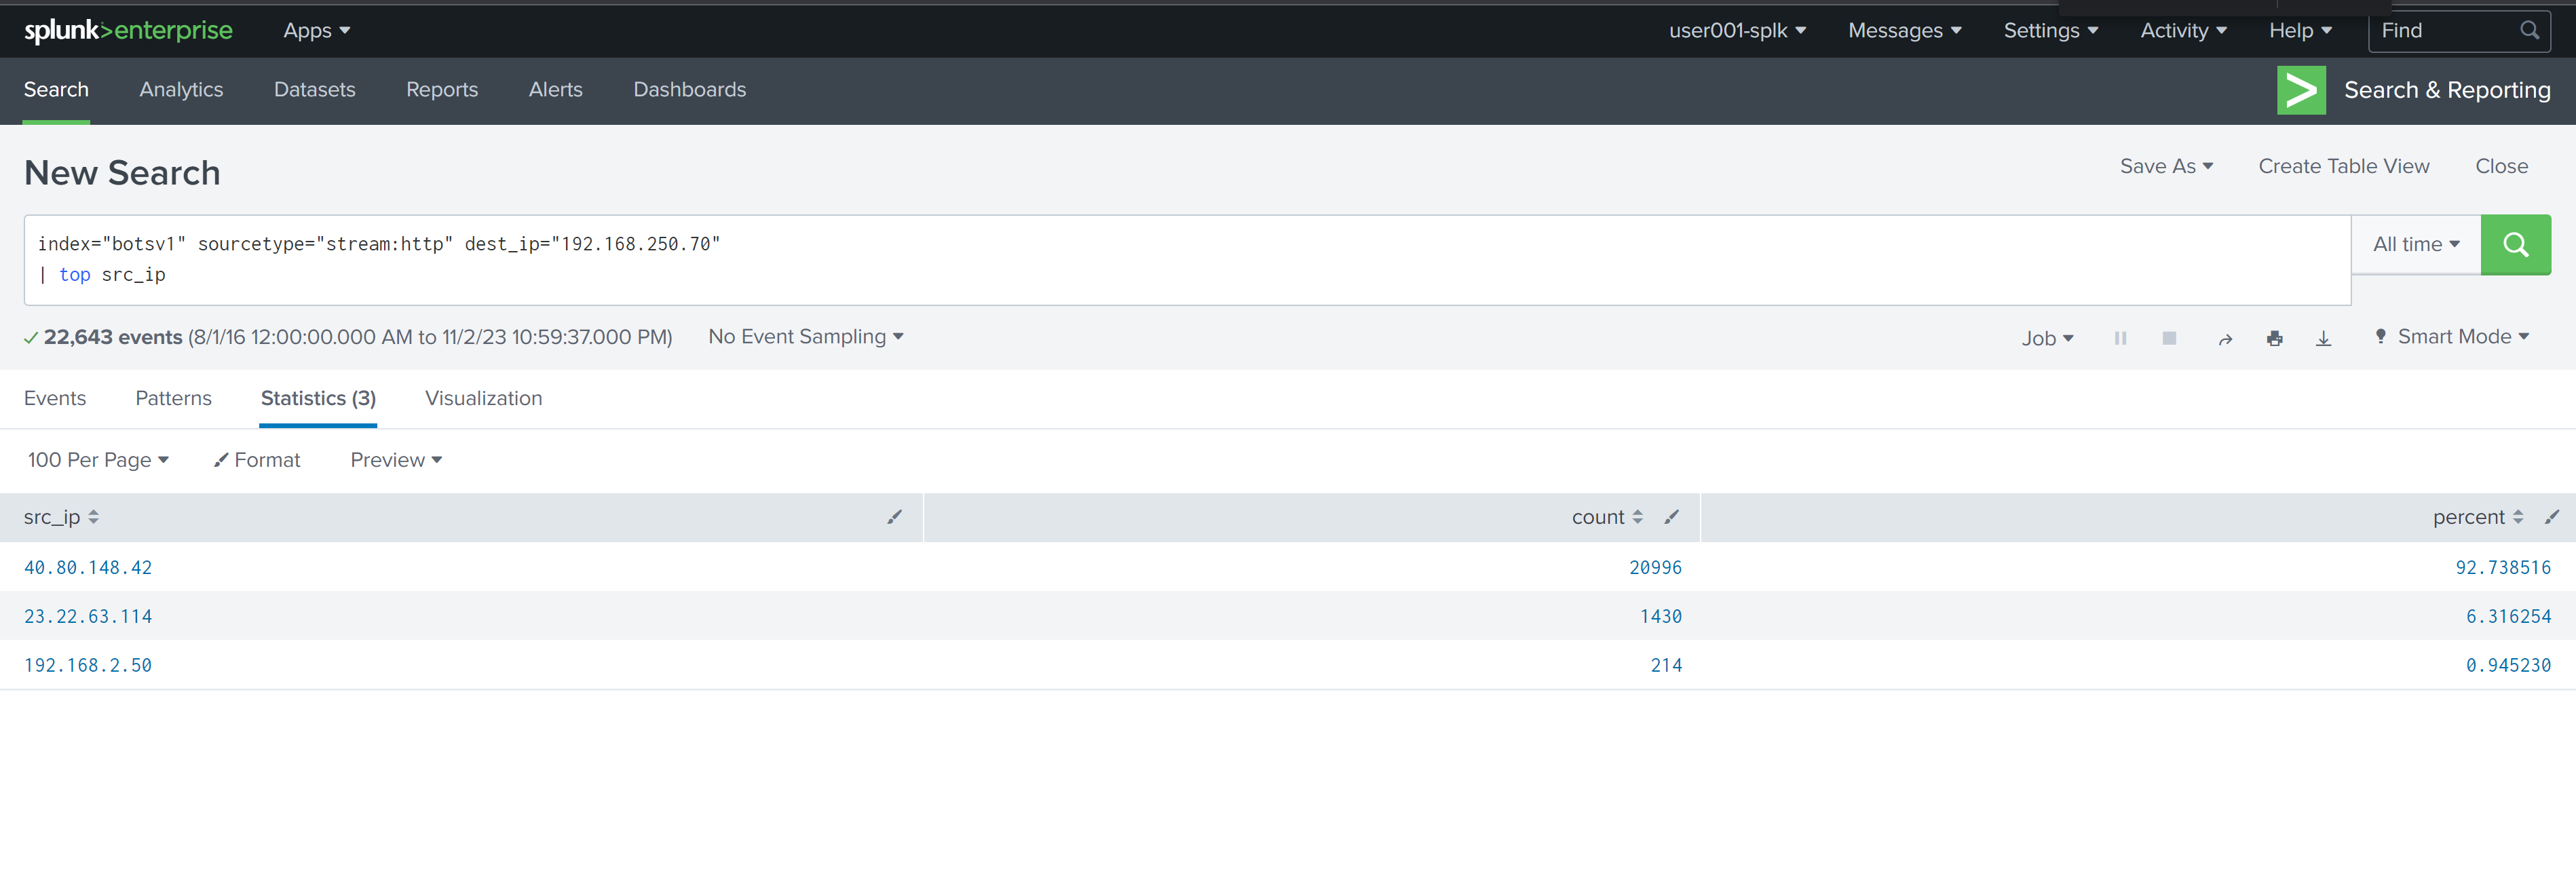 splunk>enterprise Apps user001-splk Messages Settings Activity Help Find
Search Analytics Datasets Reports Alerts Dashboards Search & Reporting
New Search
Save As Create Table View Close
index="botsv1" sourcetype="stream:http" dest_ip="192.168.250.70"
| top src_ip
All time
22,643 events (8/1/16 12:00:00.000 AM to 11/2/23 10:59:37.000 PM) No Event Sampling Job Smart Mode
Events Patterns Statistics (3) Visualization
100 Per Page Format Preview
src_ip count percent
40.80.148.42 20996 92.738516
23.22.63.114 1430 6.316254
192.168.2.50 214 0.945230